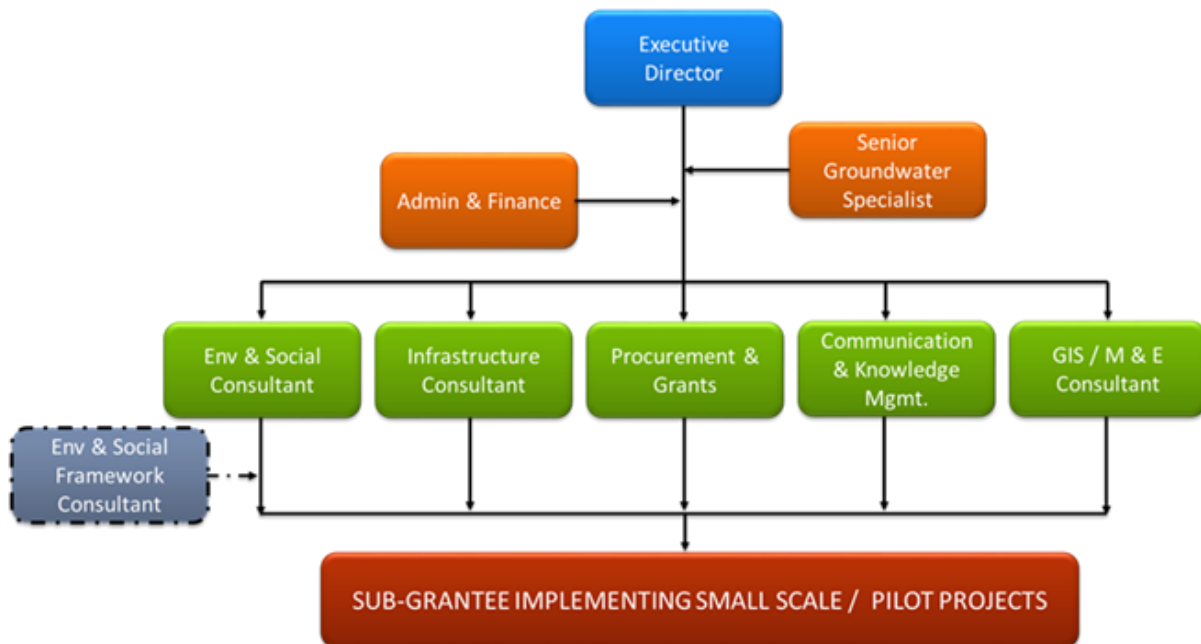 Executive
Director
Senior
Groundwater
Specialist
Admin & Finance
Env & Social
Consultant
Infrastructure
Consultant
Procurement &
Grants
Communication
& Knowledge
Mgmt.
GIS / M & E
Consultant
Env & Social
Framework
Consultant
SUB-GRANTEE IMPLEMENTING SMALL SCALE / PILOT PROJECTS